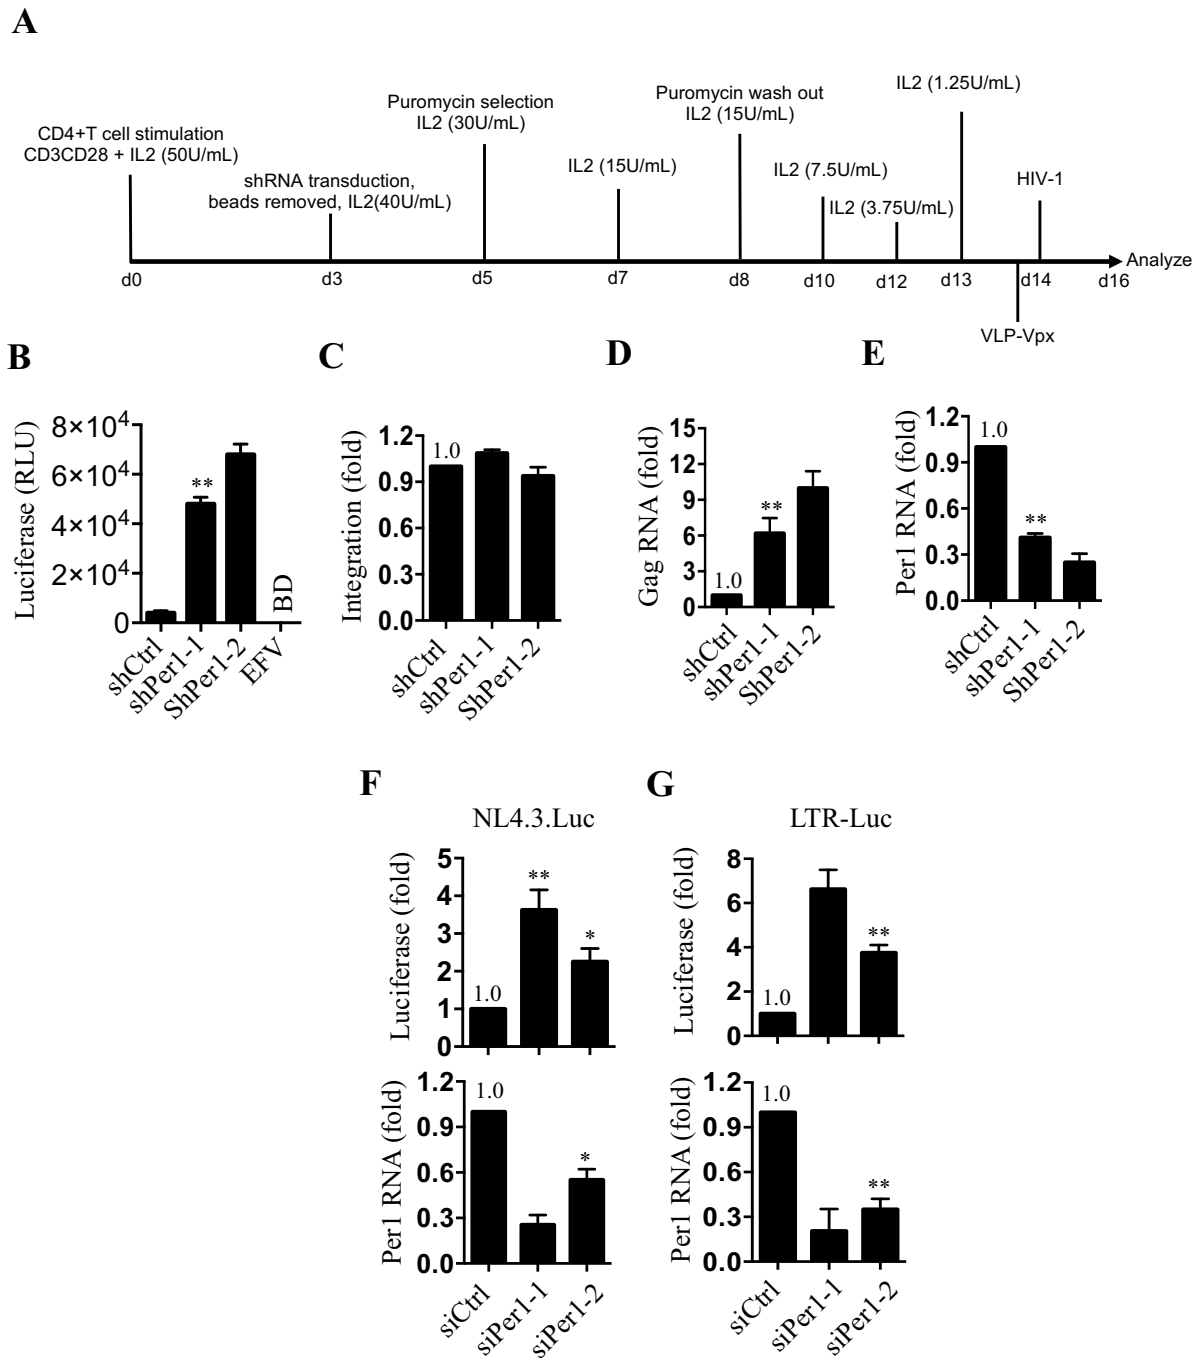 A
CD4+T cell stimulation
CD3CD28 + IL2 (50U/mL)
shRNA transduction,
beads removed, IL2(40U/mL)
Puromycin selection
IL2 (30U/mL)
IL2 (15U/mL)
Puromycin wash out
IL2 (15U/mL)
IL2 (7.5U/mL)
IL2 (3.75U/mL)
IL2 (1.25U/mL)
HIV-1
Analyze
d0 d3 d5 d7 d8 d10 d12 d13 d14 d16
VLP-Vpx
B
Luciferase (RLU)
8×10⁴
6×10⁴
4×10⁴
2×10⁴
0
**
BD
shCtrl
shPer1-1
ShPer1-2
EFV
C
Integration (fold)
1.2
0.9
0.6
0.3
0.0
1.0
shCtrl
shPer1-1
ShPer1-2
D
Gag RNA (fold)
15
12
9
6
3
0
1.0
**
shCtrl
shPer1-1
ShPer1-2
E
Per1 RNA (fold)
1.2
0.9
0.6
0.3
0.0
1.0
**
shCtrl
shPer1-1
ShPer1-2
F
NL4.3.Luc
Luciferase (fold)
5
4
3
2
1
0
1.0
**
*
Per1 RNA (fold)
1.2
0.9
0.6
0.3
0.0
1.0
*
siCtrl
siPer1-1
siPer1-2
G
LTR-Luc
Luciferase (fold)
8
6
4
2
0
1.0
**
Per1 RNA (fold)
1.2
0.9
0.6
0.3
0.0
1.0
**
siCtrl
siPer1-1
siPer1-2